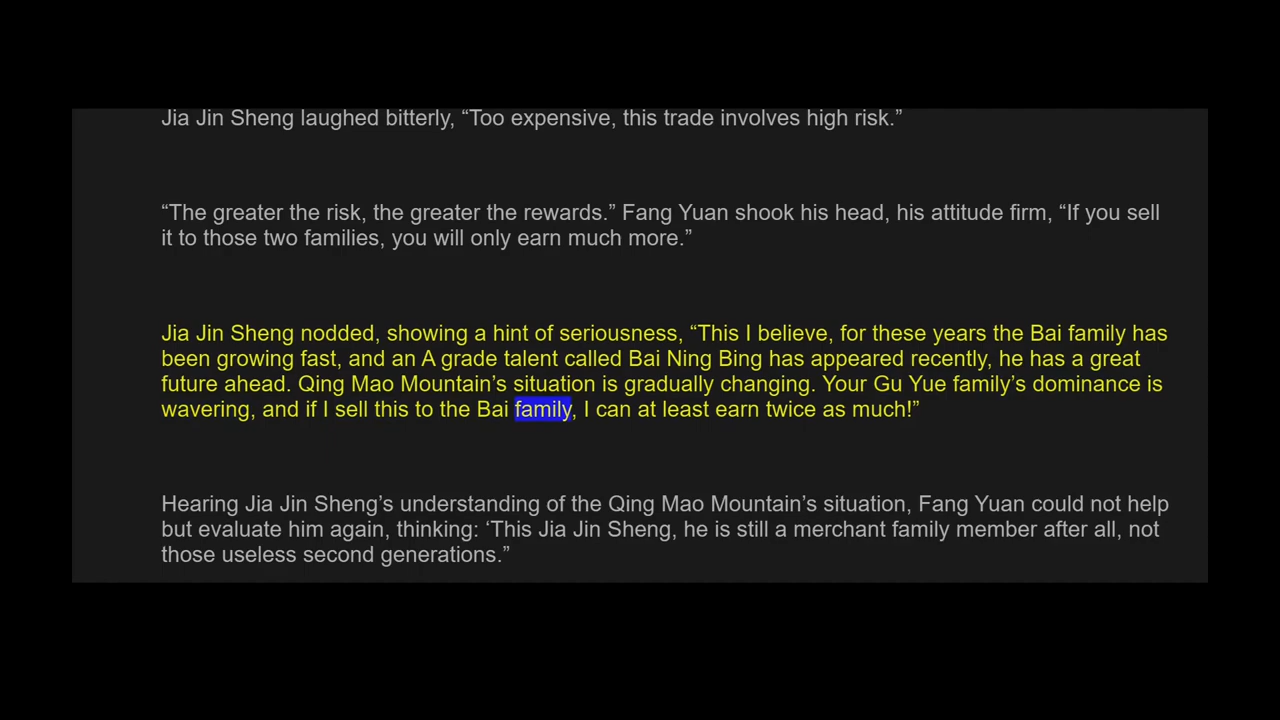 Jia Jin Sheng laughed bitterly, “Too expensive, this trade involves high risk.”
“The greater the risk, the greater the rewards.” Fang Yuan shook his head, his attitude firm, “If you sell
it to those two families, you will only earn much more.”
Jia Jin Sheng nodded, showing a hint of seriousness, “This I believe, for these years the Bai family has
been growing fast, and an A grade talent called Bai Ning Bing has appeared recently, he has a great
future ahead. Qing Mao Mountain’s situation is gradually changing. Your Gu Yue family’s dominance is
wavering, and if I sell this to the Bai family, I can at least earn twice as much!”
Hearing Jia Jin Sheng’s understanding of the Qing Mao Mountain’s situation, Fang Yuan could not help
but evaluate him again, thinking: ‘This Jia Jin Sheng, he is still a merchant family member after all, not
those useless second generations.”